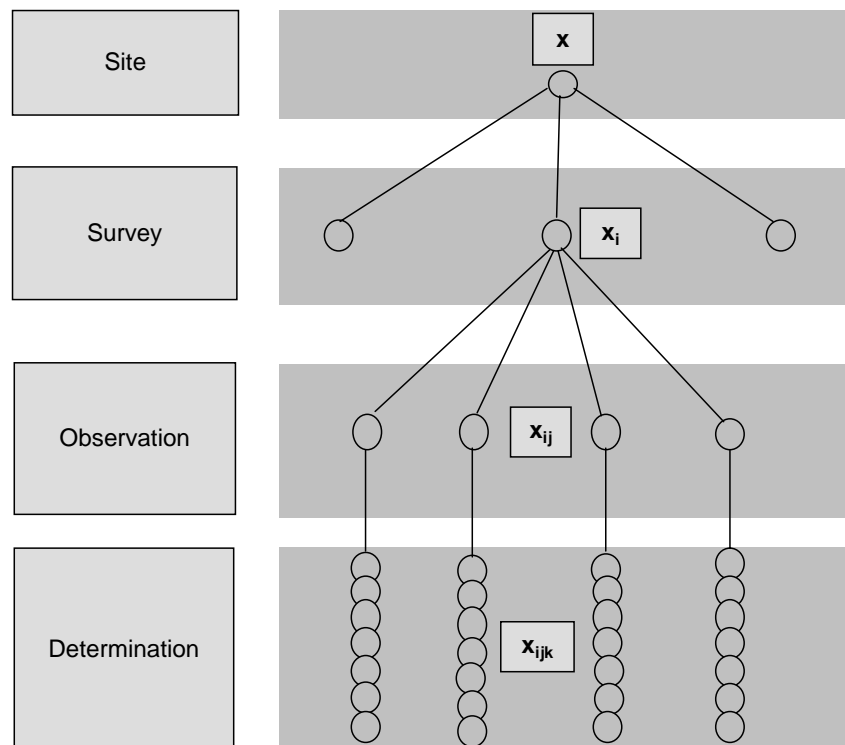 Site
x
Survey
xᵢ
Observation
xᵢⱼ
Determination
xᵢⱼₖ